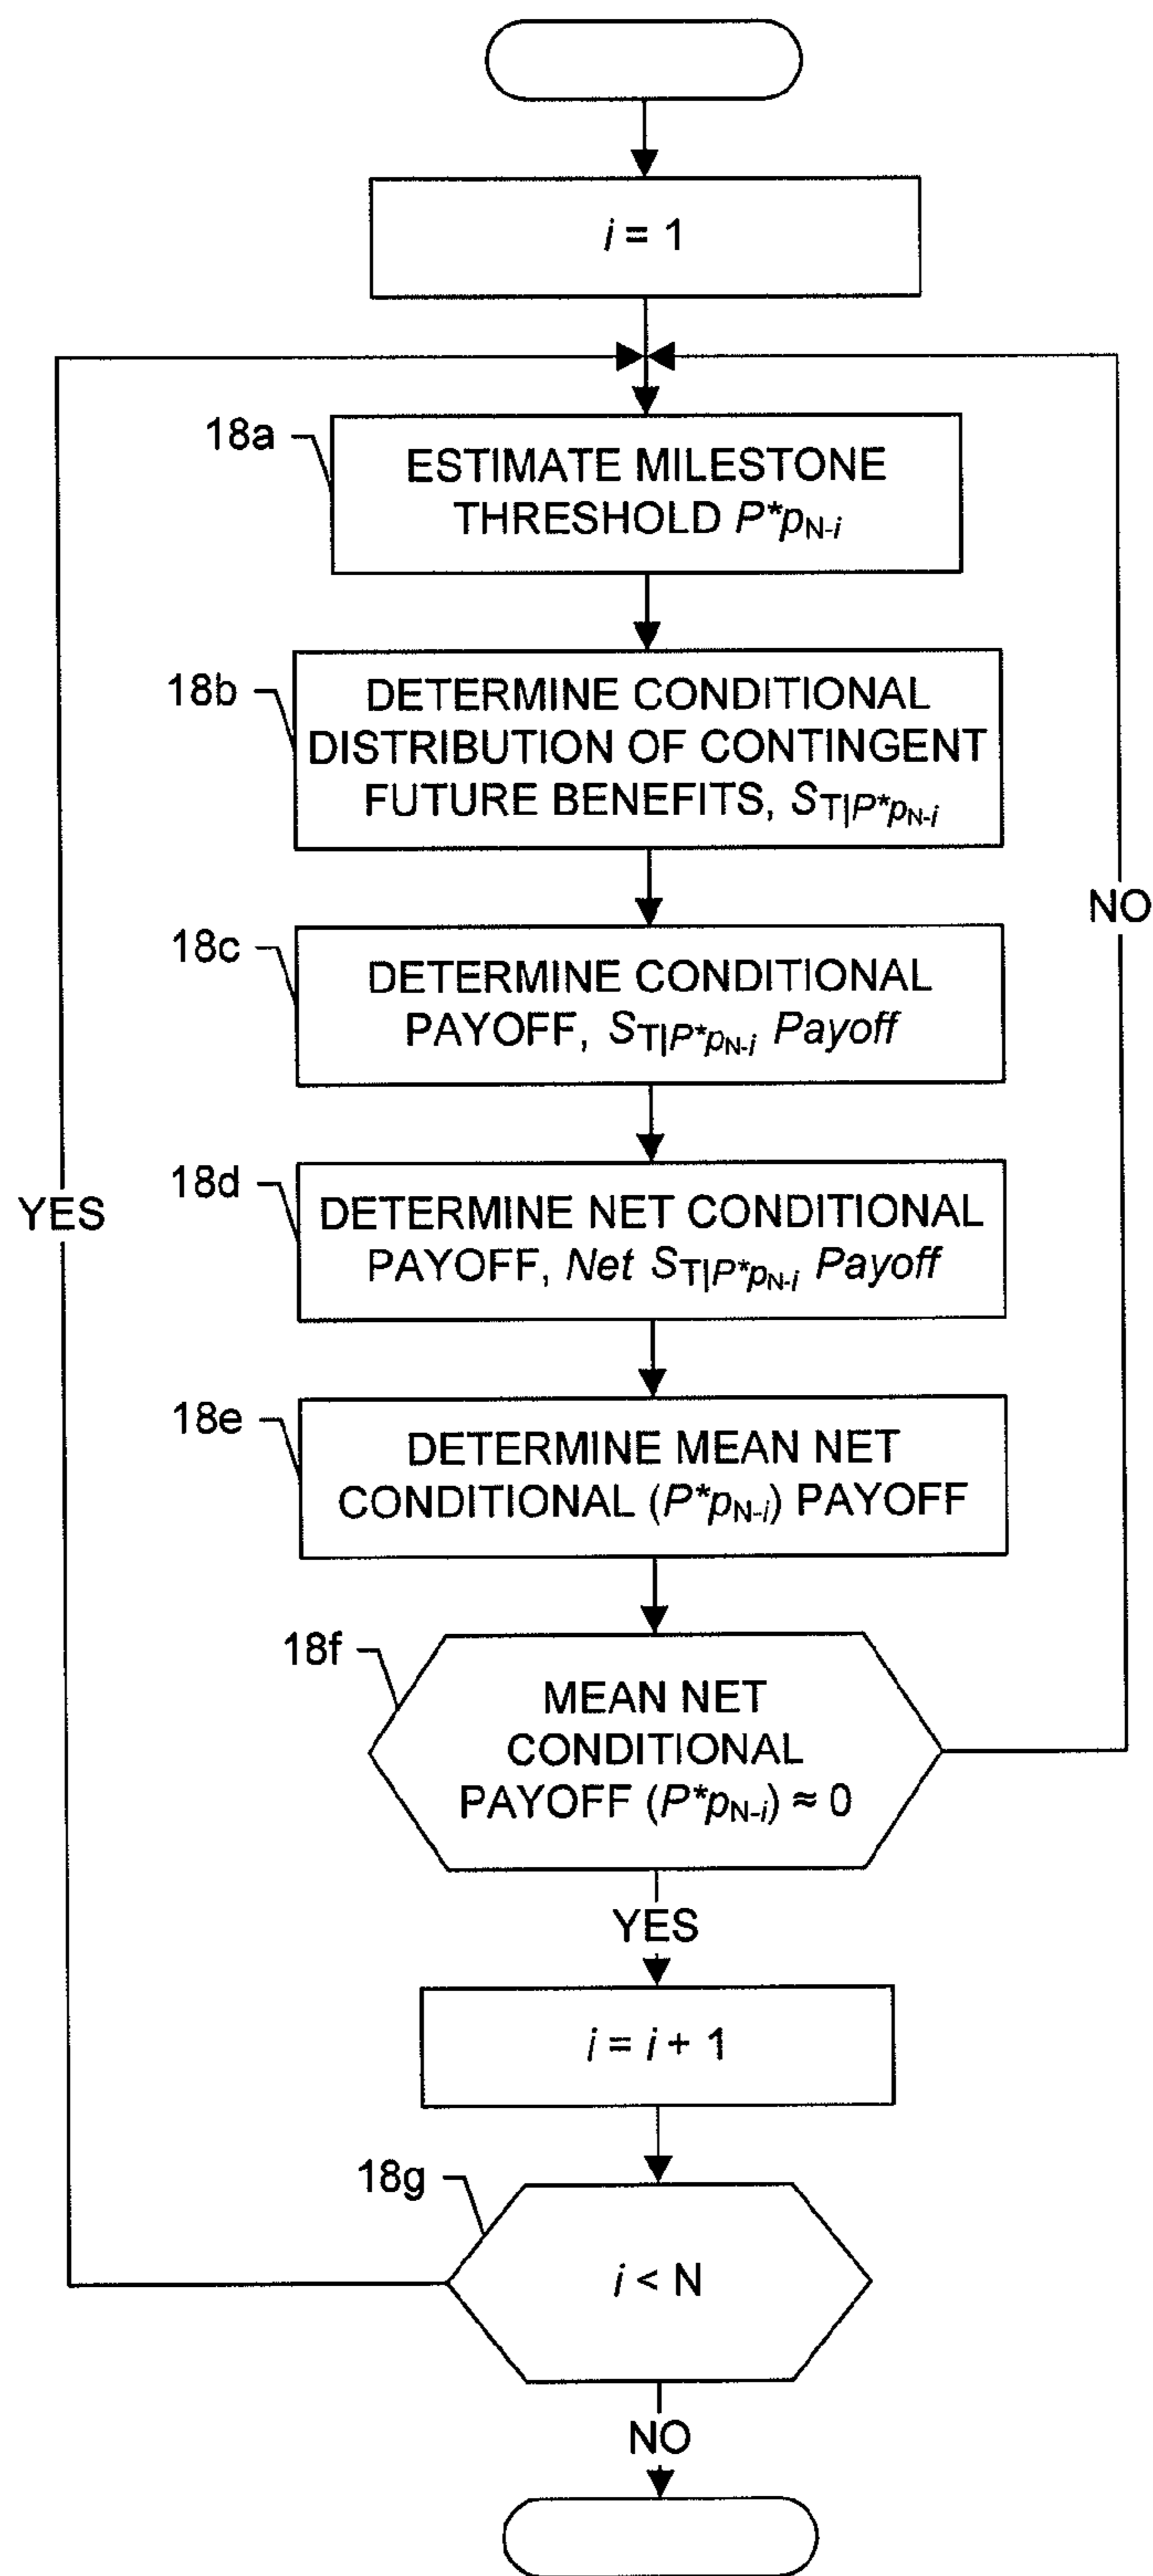 i = 1
18a
ESTIMATE MILESTONE
THRESHOLD P*pN-i
18b
DETERMINE CONDITIONAL
DISTRIBUTION OF CONTINGENT
FUTURE BENEFITS, ST|P*pN-i
NO
18c
DETERMINE CONDITIONAL
PAYOFF, ST|P*pN-i Payoff
18d
DETERMINE NET CONDITIONAL
PAYOFF, Net ST|P*pN-i Payoff
YES
18e
DETERMINE MEAN NET
CONDITIONAL (P*pN-i) PAYOFF
18f
MEAN NET
CONDITIONAL
PAYOFF (P*pN-i) ≈ 0
YES
i = i + 1
18g
i < N
NO